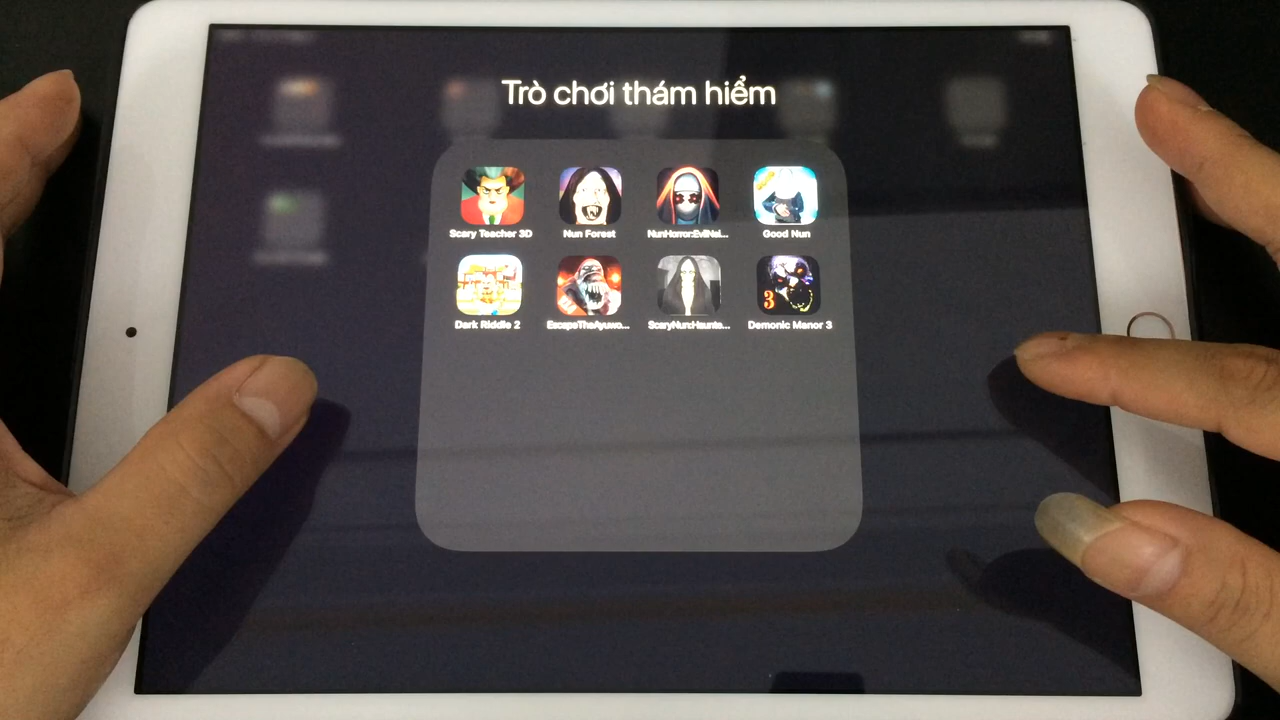 Trò chơi thám hiểm
Scary Teacher 3D
Nun Forest
NunHorror:EvilNei...
Good Nun
Dark Riddle 2
EscapeTheAyuwo...
ScaryNun:Haunte...
Demonic Manor 3
3